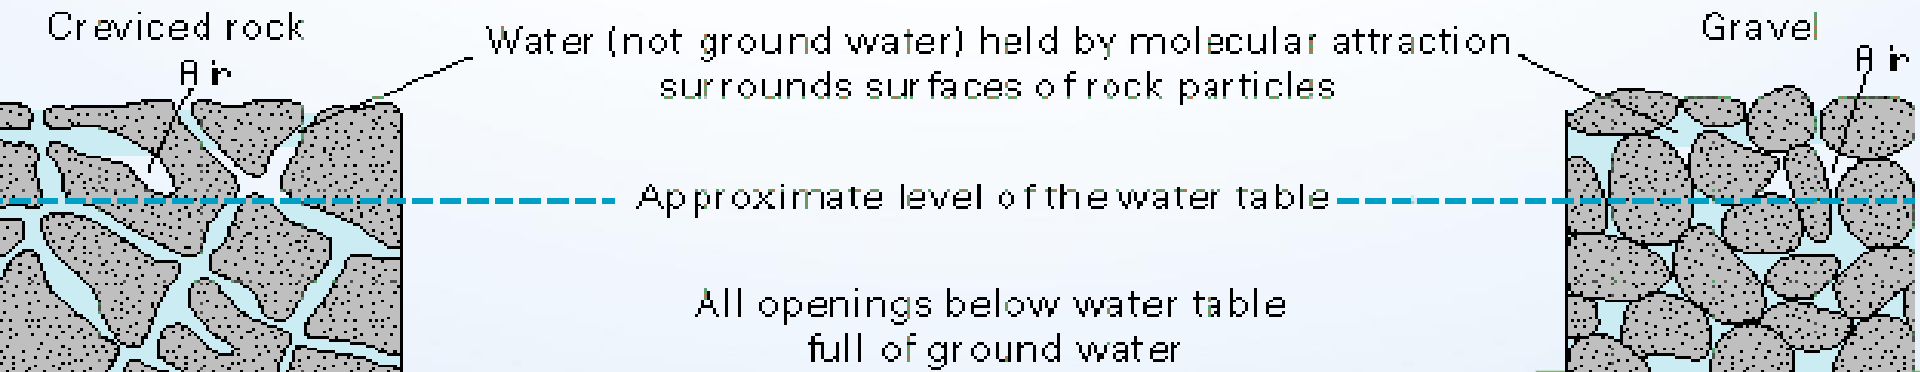 Creviced rock
Air
Water (not ground water) held by molecular attraction
surrounds surfaces of rock particles
Gravel
Air
Approximate level of the water table
All openings below water table
full of ground water